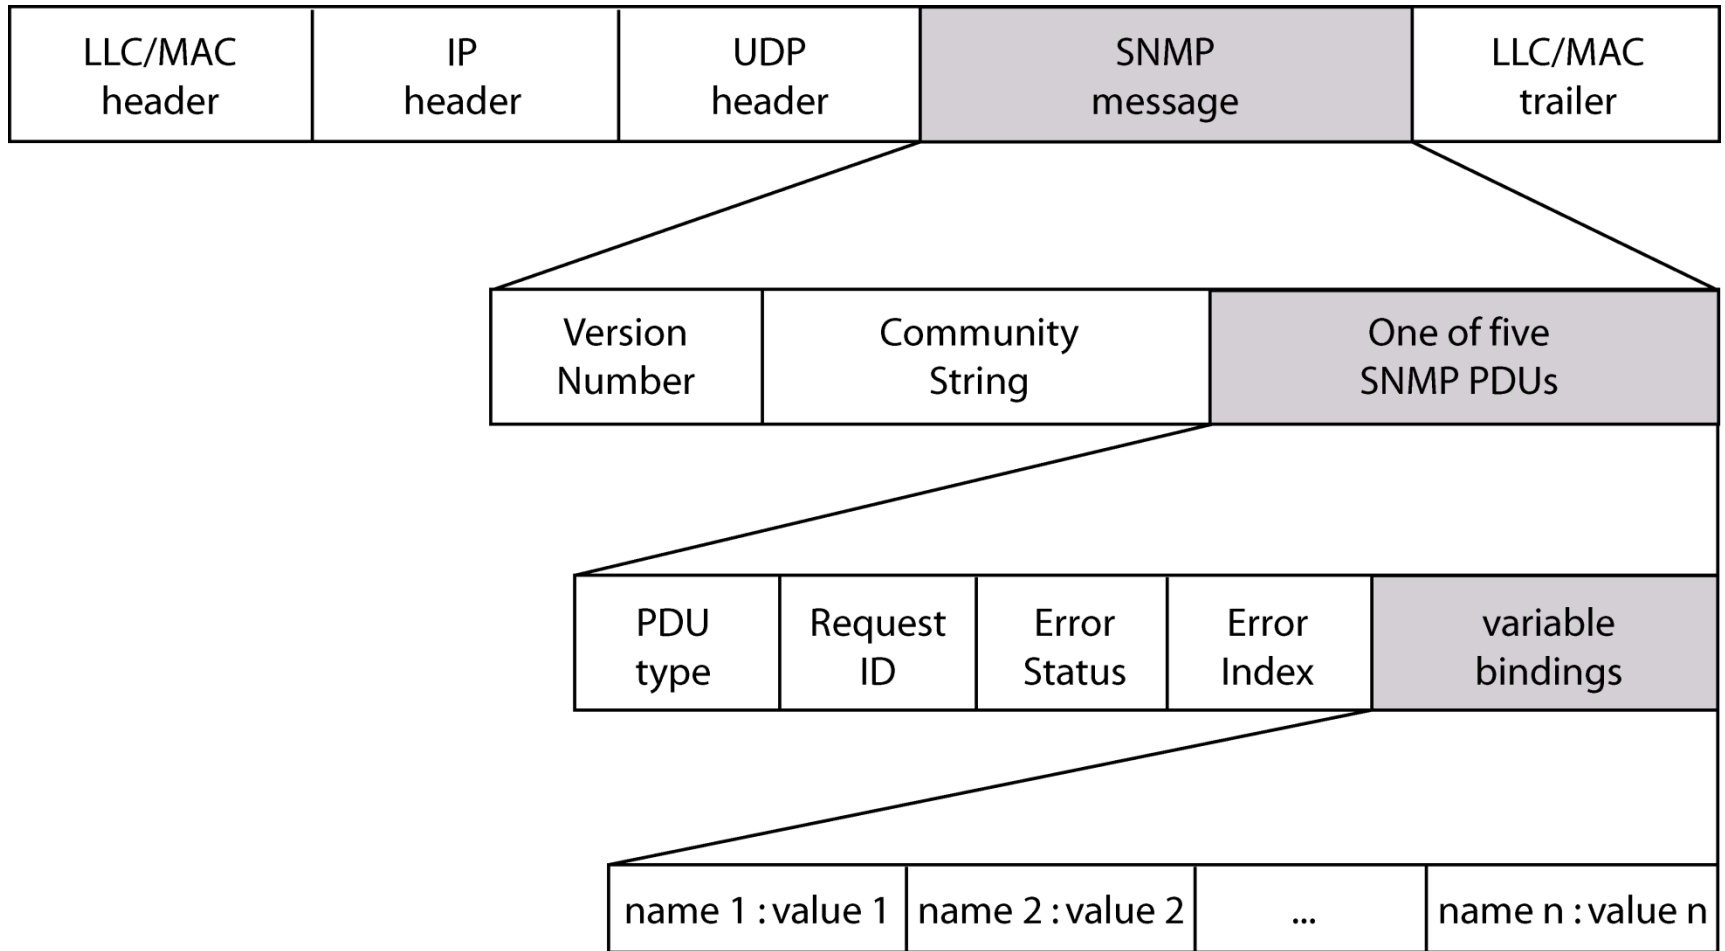 LLC/MAC
header
IP
header
UDP
header
SNMP
message
LLC/MAC
trailer
Version
Number
Community
String
One of five
SNMP PDUs
PDU
type
Request
ID
Error
Status
Error
Index
variable
bindings
name 1 : value 1
name 2 : value 2
...
name n : value n